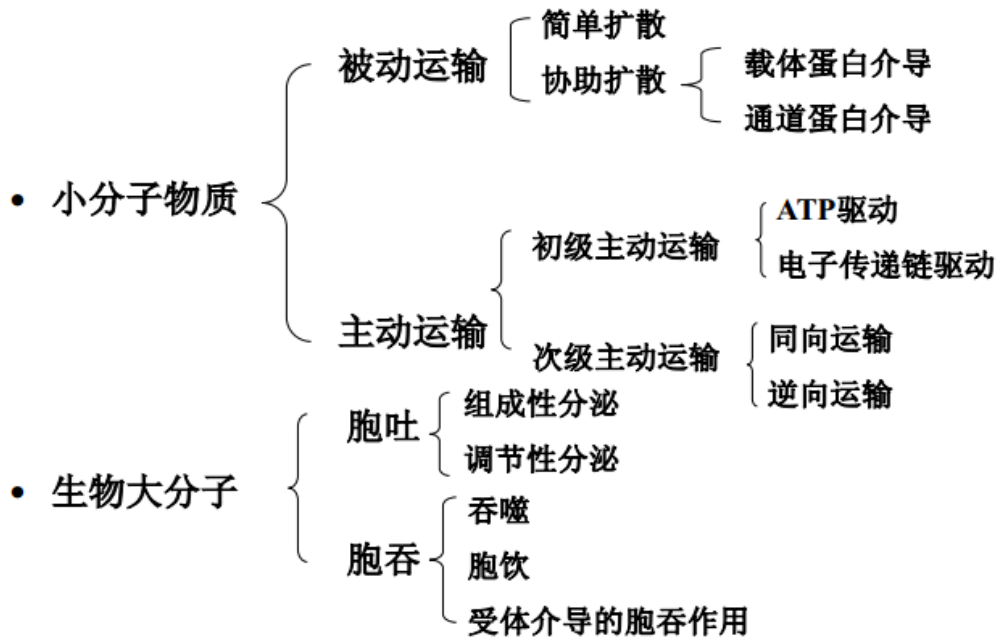 • 小分子物质
被动运输
简单扩散
协助扩散
载体蛋白介导
通道蛋白介导
主动运输
初级主动运输
ATP驱动
电子传递链驱动
次级主动运输
同向运输
逆向运输
• 生物大分子
胞吐
组成性分泌
调节性分泌
胞吞
吞噬
胞饮
受体介导的胞吞作用